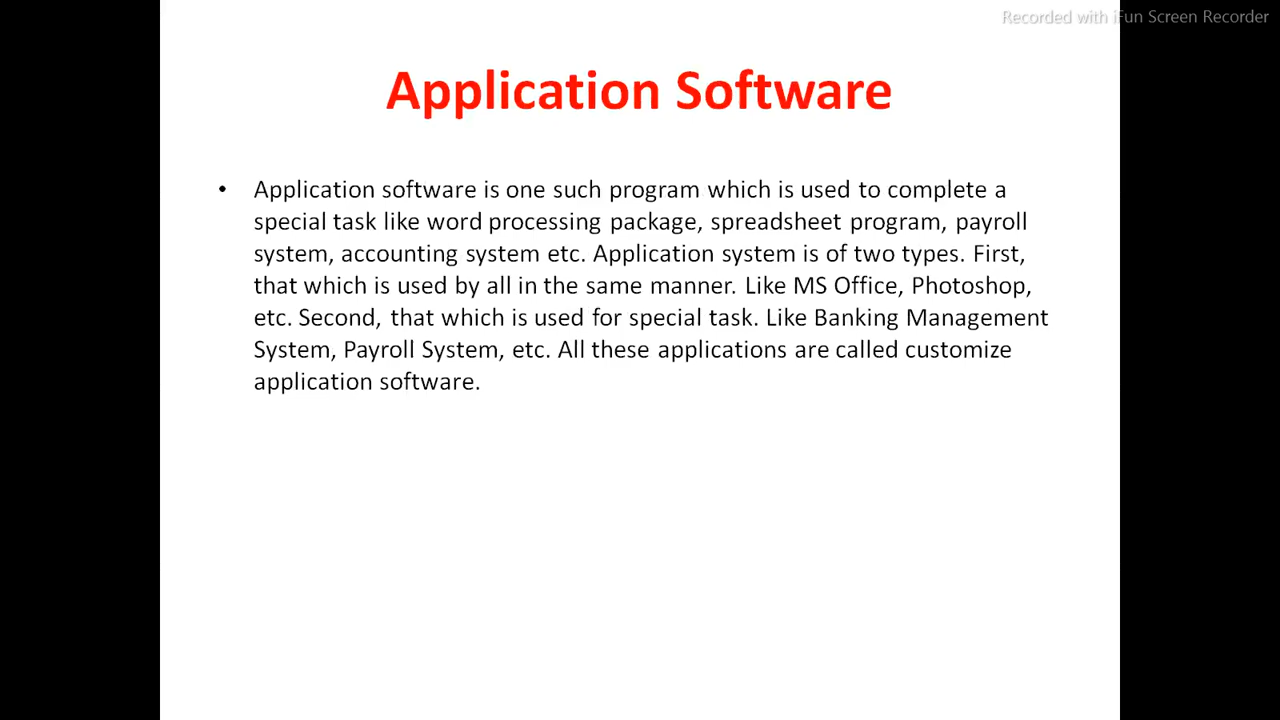 Recorded with iFun Screen Recorder
Application Software
• Application software is one such program which is used to complete a
special task like word processing package, spreadsheet program, payroll
system, accounting system etc. Application system is of two types. First,
that which is used by all in the same manner. Like MS Office, Photoshop,
etc. Second, that which is used for special task. Like Banking Management
System, Payroll System, etc. All these applications are called customize
application software.